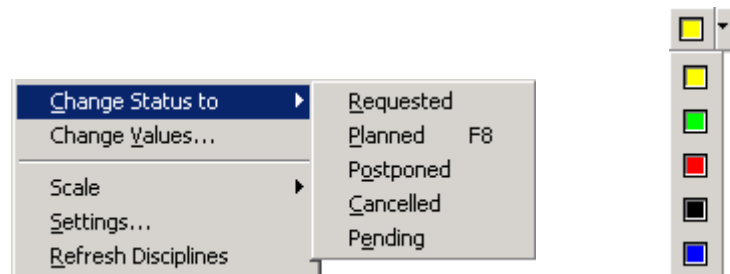 Change Status to
Change Values...
Scale
Settings...
Refresh Disciplines
Requested
Planned F8
Postponed
Cancelled
Pending